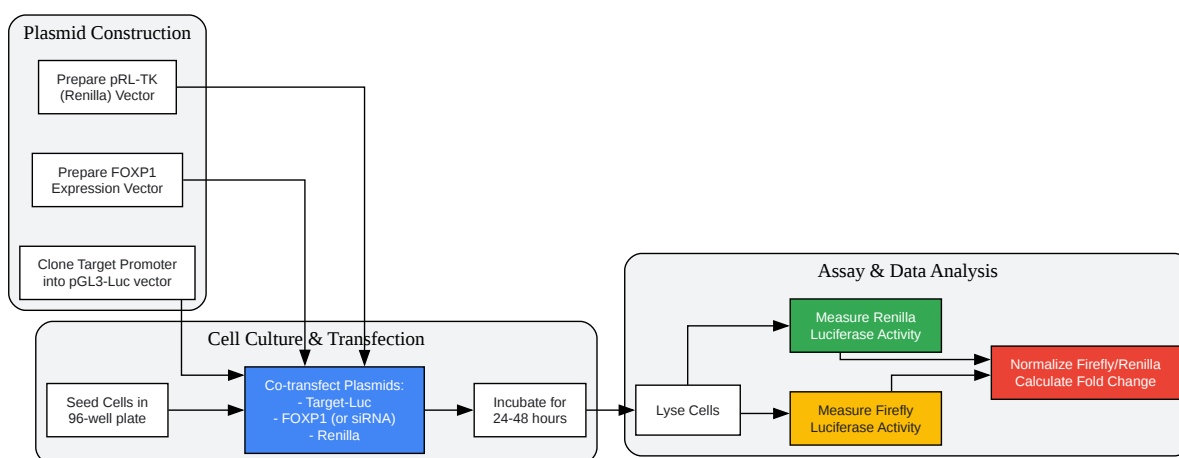 Plasmid Construction
Prepare pRL-TK
(Renilla) Vector
Prepare FOXP1
Expression Vector
Clone Target Promoter
into pGL3-Luc vector
Cell Culture & Transfection
Seed Cells in
96-well plate
Co-transfect Plasmids:
- Target-Luc
- FOXP1 (or siRNA)
- Renilla
Incubate for
24-48 hours
Assay & Data Analysis
Lyse Cells
Measure Renilla
Luciferase Activity
Measure Firefly
Luciferase Activity
Normalize Firefly/Renilla
Calculate Fold Change